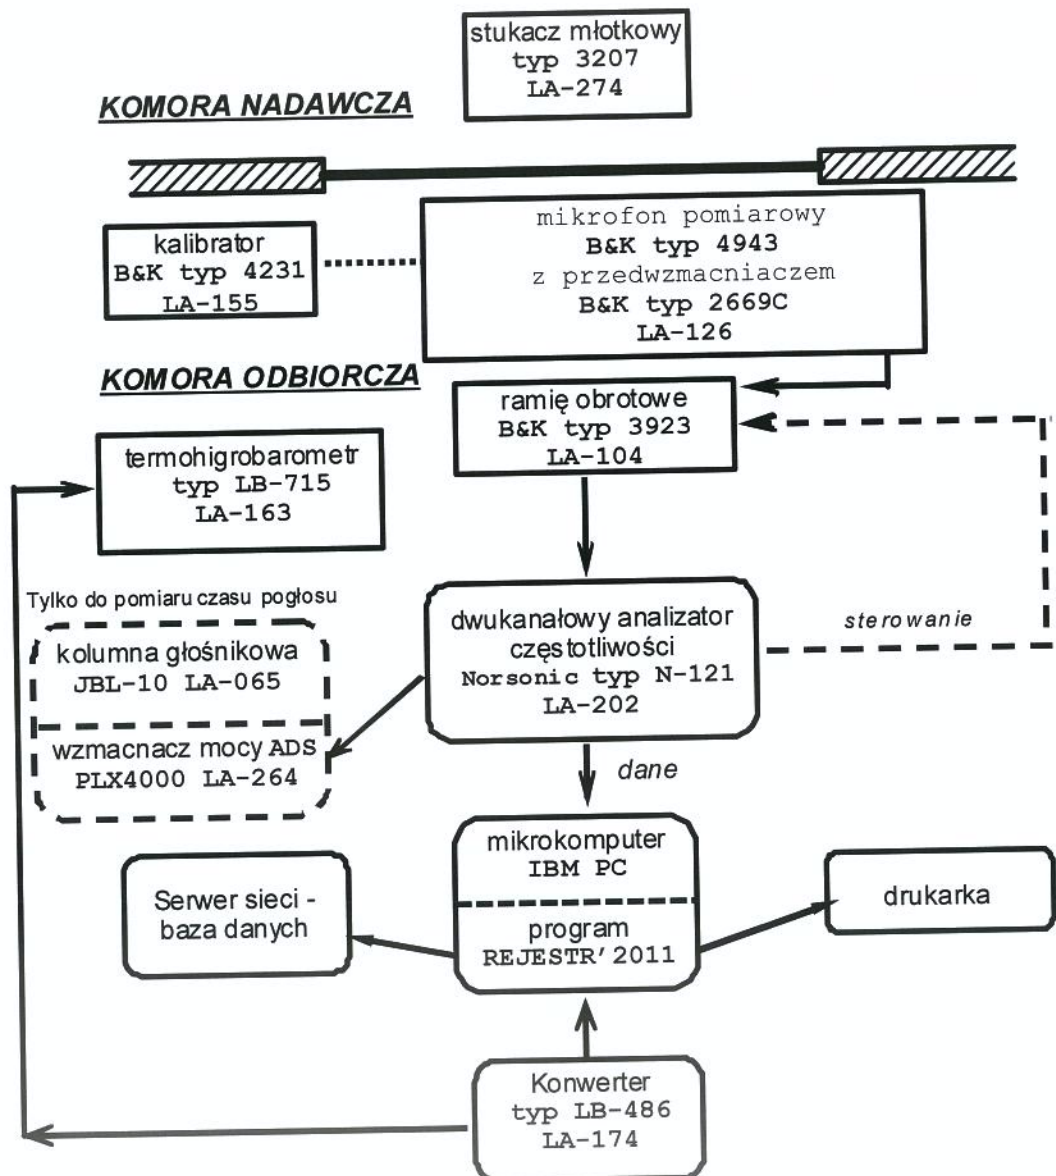 stukacz młotkowy
typ 3207
LA-274
KOMORA NADAWCZA
kalibrator
B&K typ 4231
LA-155
mikrofon pomiarowy
B&K typ 4943
z przedwzmacniaczem
B&K typ 2669C
LA-126
KOMORA ODBIORCZA
ramię obrotowe
B&K typ 3923
LA-104
termohigrobarometr
typ LB-715
LA-163
Tylko do pomiaru czasu pogłosu
kolumna głośnikowa
JBL-10 LA-065
wzmacnacz mocy ADS
PLX4000 LA-264
dwukanałowy analizator
częstotliwości
Norsonic typ N-121
LA-202
sterowanie
dane
mikrokomputer
IBM PC
program
REJESTR'2011
Serwer sieci -
baza danych
drukarka
Konwerter
typ LB-486
LA-174